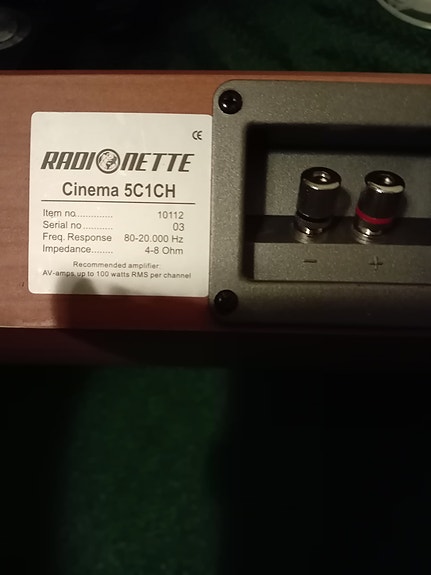 CE
RADIONETTE
Cinema 5C1CH
Item no.............. 10112
Serial no ........... 03
Freq. Response 80-20.000 Hz
Impedance........ 4-8 Ohm
Recommended amplifier
AV-amps up to 100 watts RMS per channel
- +